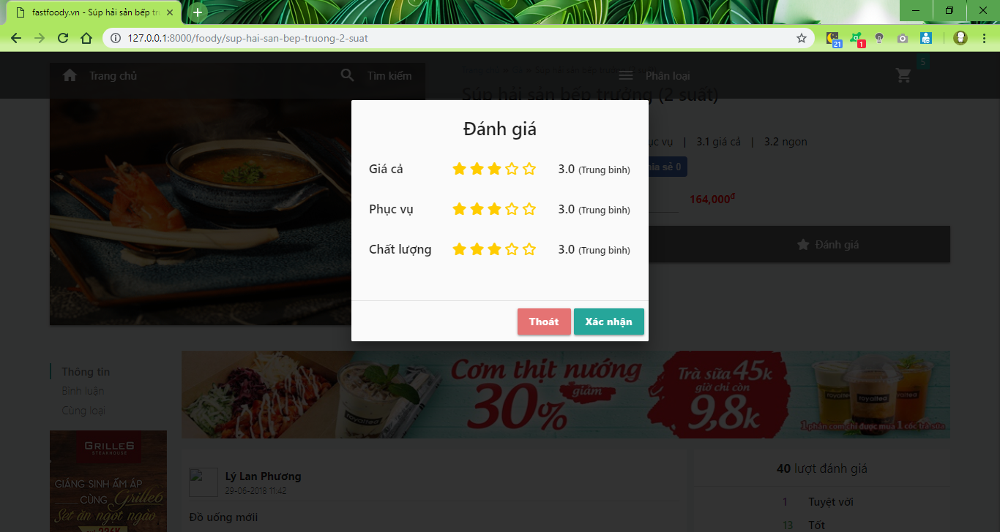 fastfoody.vn - Súp hải sản bếp trư
127.0.0.1:8000/foody/sup-hai-san-bep-truong-2-suat
21
1
Trang chủ
Tìm kiếm
Phân loại
5
Súp hải sản bếp trưởng (2 suất)
ục vụ | 3.1 giá cả | 3.2 ngon
hia sẻ 0
164,000đ
Đánh giá
Đánh giá
Giá cả 3.0 (Trung bình)
Phục vụ 3.0 (Trung bình)
Chất lượng 3.0 (Trung bình)
Thoát Xác nhận
Thông tin
Bình luận
Cùng loại
Cơm thịt nướng
giảm
30%
Trà sữa 45k
giờ chỉ còn
9,8k
royaltea
royaltea
royaltea
royaltea
1 phần cơm chỉ được mua 1 cốc trà sữa
GRILLE6
STEAKHOUSE
GIÁNG SINH ẤM ÁP
CÙNG Grille6
Set ăn ngọt ngào
Lý Lan Phương
29-06-2018 11:42
Đồ uống mớii
40 lượt đánh giá
1 Tuyệt vời
13 Tốt